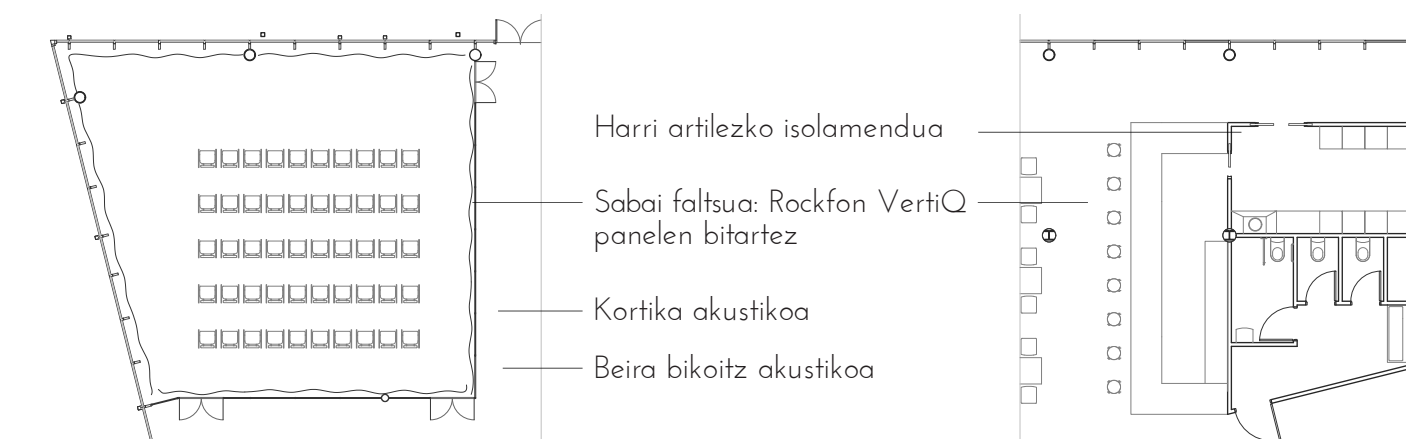 Harri artilezko isolamendua
Sabai faltsua: Rockfon VertiQ
panelen bitartez
Kortika akustikoa
Beira bikoitz akustikoa